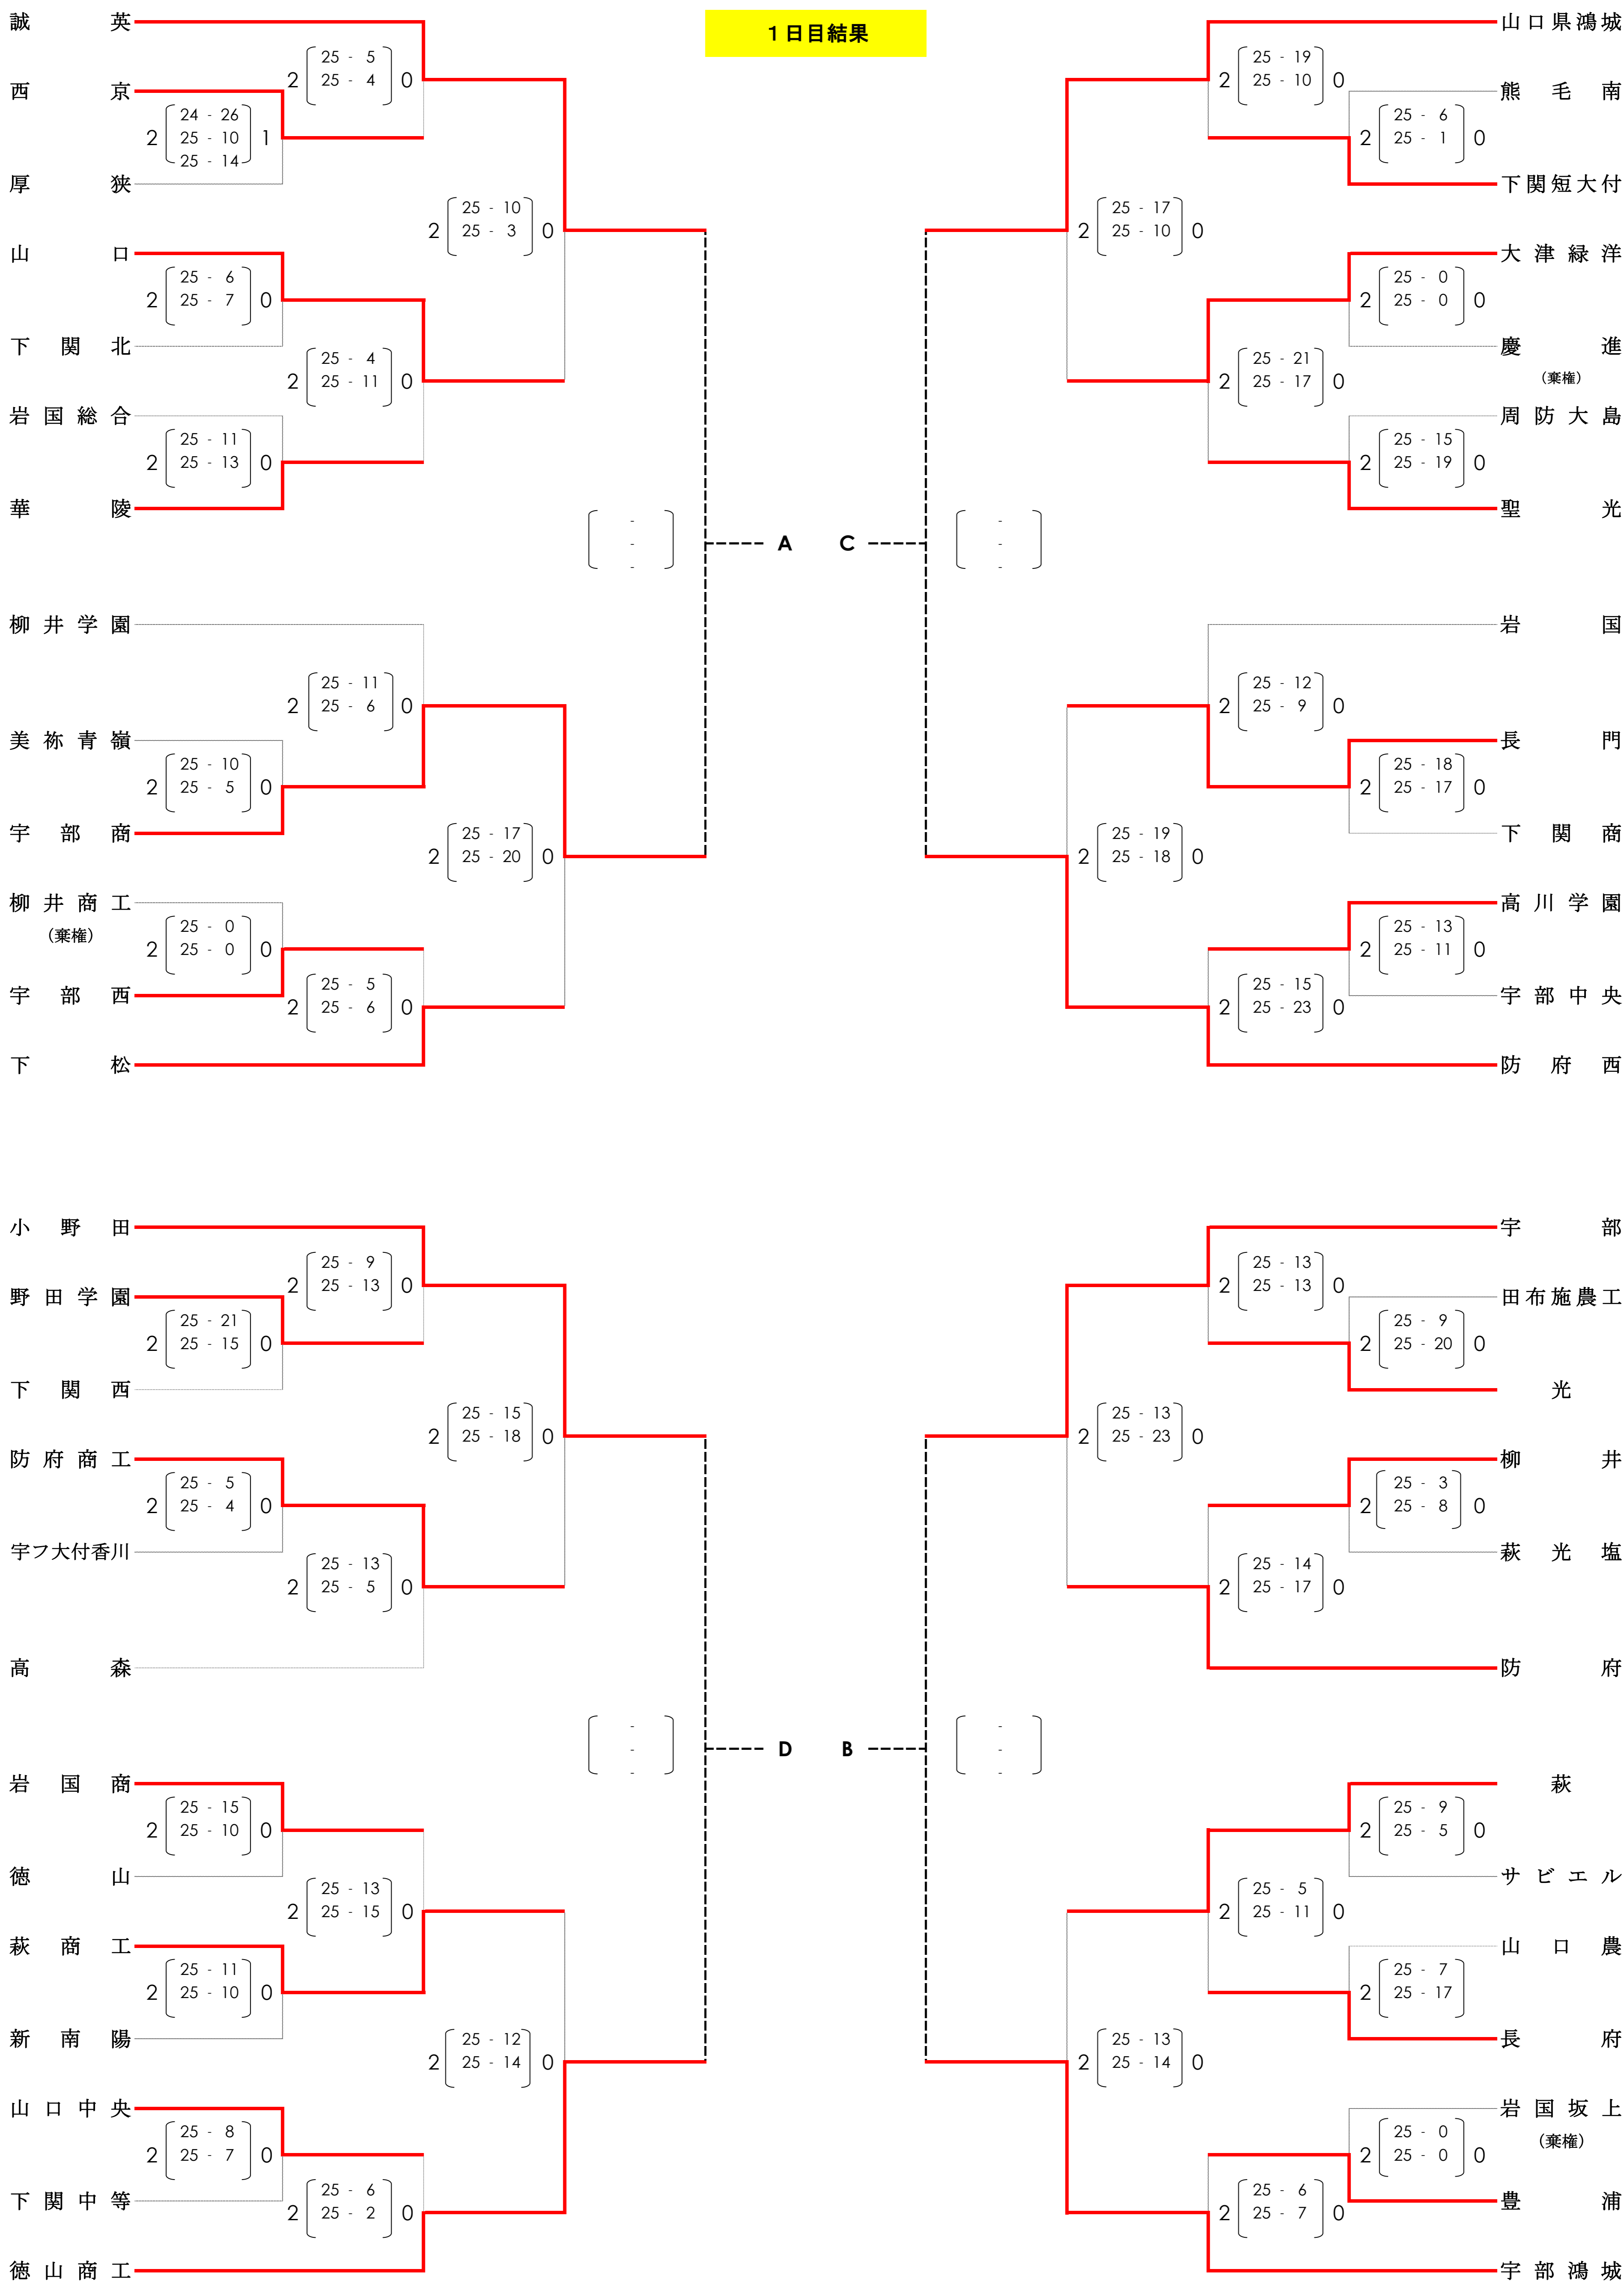 １日目結果
誠英
25 - 5
2 25 - 4 0
西京
24 - 26
2 25 - 10 1
25 - 14
厚狭
25 - 10
2 25 - 3 0
山口
25 - 6
2 25 - 7 0
下関北
25 - 4
2 25 - 11 0
岩国総合
25 - 11
2 25 - 13 0
華陵
-
- A
-
柳井学園
25 - 11
2 25 - 6 0
美祢青嶺
25 - 10
2 25 - 5 0
宇部商
25 - 17
2 25 - 20 0
柳井商工
（棄権）
25 - 0
2 25 - 0 0
宇部西
25 - 5
2 25 - 6 0
下松
山口県鴻城
25 - 19
2 25 - 10 0
熊毛南
25 - 6
2 25 - 1 0
下関短大付
25 - 17
2 25 - 10 0
大津緑洋
25 - 0
2 25 - 0 0
慶進
（棄権）
25 - 21
2 25 - 17 0
周防大島
25 - 15
2 25 - 19 0
聖光
-
C -
-
岩国
25 - 12
2 25 - 9 0
長門
25 - 18
2 25 - 17 0
下関商
25 - 19
2 25 - 18 0
高川学園
25 - 13
2 25 - 11 0
宇部中央
25 - 15
2 25 - 23 0
防府西
小野田
25 - 9
2 25 - 13 0
野田学園
25 - 21
2 25 - 15 0
下関西
25 - 15
2 25 - 18 0
防府商工
25 - 5
2 25 - 4 0
宇フ大付香川
25 - 13
2 25 - 5 0
高森
-
- D
-
岩国商
25 - 15
2 25 - 10 0
徳山
25 - 13
2 25 - 15 0
萩商工
25 - 11
2 25 - 10 0
新南陽
25 - 12
2 25 - 14 0
山口中央
25 - 8
2 25 - 7 0
下関中等
25 - 6
2 25 - 2 0
徳山商工
宇部
25 - 13
2 25 - 13 0
田布施農工
25 - 9
2 25 - 20 0
光
25 - 13
2 25 - 23 0
柳井
25 - 3
2 25 - 8 0
萩光塩
25 - 14
2 25 - 17 0
防府
-
B -
-
萩
25 - 9
2 25 - 5 0
サビエル
25 - 5
2 25 - 11 0
山口農
25 - 7
2 25 - 17
長府
25 - 13
2 25 - 14 0
岩国坂上
（棄権）
25 - 0
2 25 - 0 0
豊浦
25 - 6
2 25 - 7 0
宇部鴻城